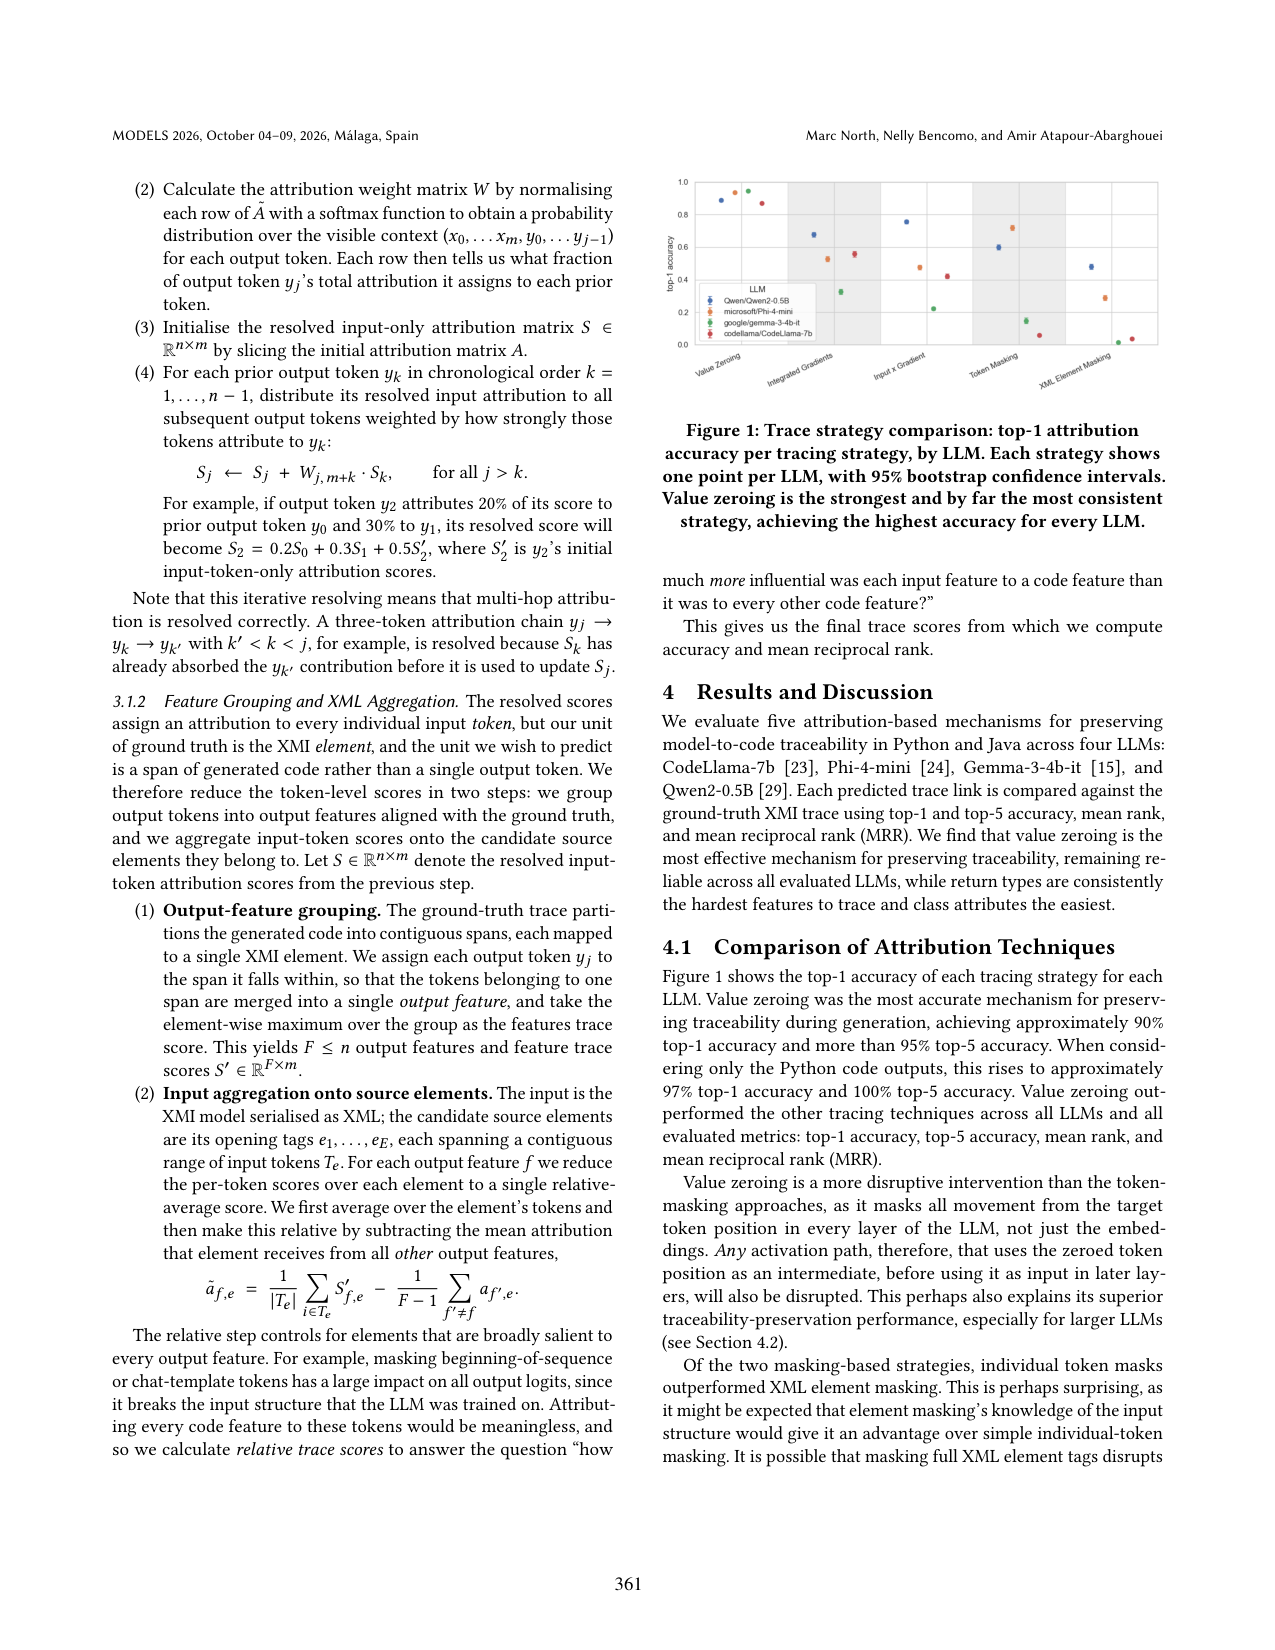 MODELS 2026, October 04–09, 2026, Málaga, Spain
Marc North, Nelly Bencomo, and Amir Atapour-Abarghouei
(2) Calculate the attribution weight matrix W by normalising
each row of Ã with a softmax function to obtain a probability
distribution over the visible context (x₀, . . . xₘ, y₀, . . . yⱼ₋₁)
for each output token. Each row then tells us what fraction
of output token yⱼ’s total attribution it assigns to each prior
token.
(3) Initialise the resolved input-only attribution matrix S ∈
ℝⁿˣᵐ by slicing the initial attribution matrix A.
(4) For each prior output token yₖ in chronological order k =
1, . . . , n − 1, distribute its resolved input attribution to all
subsequent output tokens weighted by how strongly those
tokens attribute to yₖ:
Sⱼ ← Sⱼ + Wⱼ,ₘ₊ₖ · Sₖ, for all j > k.
For example, if output token y₂ attributes 20% of its score to
prior output token y₀ and 30% to y₁, its resolved score will
become S₂ = 0.2S₀ + 0.3S₁ + 0.5S′₂, where S′₂ is y₂’s initial
input-token-only attribution scores.
Note that this iterative resolving means that multi-hop attribu-
tion is resolved correctly. A three-token attribution chain yⱼ →
yₖ → yₖ′ with k′ < k < j, for example, is resolved because Sₖ has
already absorbed the yₖ′ contribution before it is used to update Sⱼ.
3.1.2 Feature Grouping and XML Aggregation. The resolved scores
assign an attribution to every individual input token, but our unit
of ground truth is the XMI element, and the unit we wish to predict
is a span of generated code rather than a single output token. We
therefore reduce the token-level scores in two steps: we group
output tokens into output features aligned with the ground truth,
and we aggregate input-token scores onto the candidate source
elements they belong to. Let S ∈ ℝⁿˣᵐ denote the resolved input-
token attribution scores from the previous step.
(1) Output-feature grouping. The ground-truth trace parti-
tions the generated code into contiguous spans, each mapped
to a single XMI element. We assign each output token yⱼ to
the span it falls within, so that the tokens belonging to one
span are merged into a single output feature, and take the
element-wise maximum over the group as the features trace
score. This yields F ≤ n output features and feature trace
scores S′ ∈ ℝ^{F×m}.
(2) Input aggregation onto source elements. The input is the
XMI model serialised as XML; the candidate source elements
are its opening tags e₁, . . . , e_E, each spanning a contiguous
range of input tokens Tₑ. For each output feature f we reduce
the per-token scores over each element to a single relative-
average score. We first average over the element’s tokens and
then make this relative by subtracting the mean attribution
that element receives from all other output features,
ã_{f,e} = 1/|Tₑ| ∑_{i∈Tₑ} S′_{f,e} − 1/(F − 1) ∑_{f′≠f} a_{f′,e}.
The relative step controls for elements that are broadly salient to
every output feature. For example, masking beginning-of-sequence
or chat-template tokens has a large impact on all output logits, since
it breaks the input structure that the LLM was trained on. Attribut-
ing every code feature to these tokens would be meaningless, and
so we calculate relative trace scores to answer the question “how
1.0
0.8
0.6
0.4
0.2
0.0
top-1 accuracy
LLM
Qwen/Qwen2-0.5B
microsoft/Phi-4-mini
google/gemma-3-4b-it
codellama/CodeLlama-7b
Value Zeroing
Integrated Gradients
Input x Gradient
Token Masking
XML Element Masking
Figure 1: Trace strategy comparison: top-1 attribution
accuracy per tracing strategy, by LLM. Each strategy shows
one point per LLM, with 95% bootstrap confidence intervals.
Value zeroing is the strongest and by far the most consistent
strategy, achieving the highest accuracy for every LLM.
much more influential was each input feature to a code feature than
it was to every other code feature?”
This gives us the final trace scores from which we compute
accuracy and mean reciprocal rank.
4 Results and Discussion
We evaluate five attribution-based mechanisms for preserving
model-to-code traceability in Python and Java across four LLMs:
CodeLlama-7b [23], Phi-4-mini [24], Gemma-3-4b-it [15], and
Qwen2-0.5B [29]. Each predicted trace link is compared against the
ground-truth XMI trace using top-1 and top-5 accuracy, mean rank,
and mean reciprocal rank (MRR). We find that value zeroing is the
most effective mechanism for preserving traceability, remaining re-
liable across all evaluated LLMs, while return types are consistently
the hardest features to trace and class attributes the easiest.
4.1 Comparison of Attribution Techniques
Figure 1 shows the top-1 accuracy of each tracing strategy for each
LLM. Value zeroing was the most accurate mechanism for preserv-
ing traceability during generation, achieving approximately 90%
top-1 accuracy and more than 95% top-5 accuracy. When consid-
ering only the Python code outputs, this rises to approximately
97% top-1 accuracy and 100% top-5 accuracy. Value zeroing out-
performed the other tracing techniques across all LLMs and all
evaluated metrics: top-1 accuracy, top-5 accuracy, mean rank, and
mean reciprocal rank (MRR).
Value zeroing is a more disruptive intervention than the token-
masking approaches, as it masks all movement from the target
token position in every layer of the LLM, not just the embed-
dings. Any activation path, therefore, that uses the zeroed token
position as an intermediate, before using it as input in later lay-
ers, will also be disrupted. This perhaps also explains its superior
traceability-preservation performance, especially for larger LLMs
(see Section 4.2).
Of the two masking-based strategies, individual token masks
outperformed XML element masking. This is perhaps surprising, as
it might be expected that element masking’s knowledge of the input
structure would give it an advantage over simple individual-token
masking. It is possible that masking full XML element tags disrupts
361